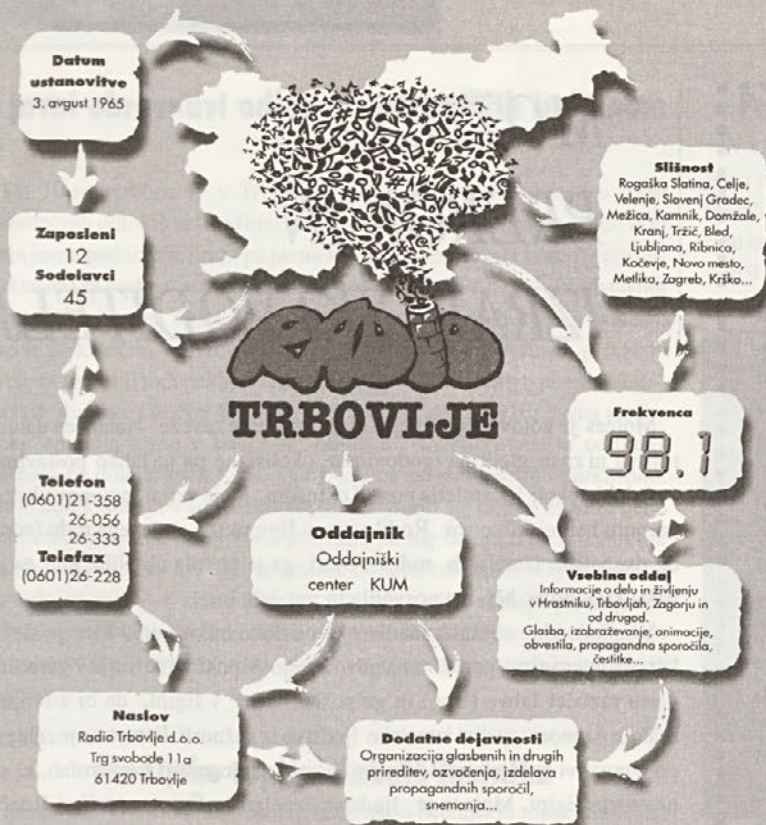 Datum
ustanovitve
3. avgust 1965
Zaposleni
12
Sodelavci
45
Slišnost
Rogaška Slatina, Celje,
Velenje, Slovenj Gradec,
Mežica, Kamnik, Domžale,
Kranj, Tržič, Bled,
Ljubljana, Ribnica,
Kočevje, Novo mesto,
Metlika, Zagreb, Krško...
RADIO
TRBOVLJE
Frekvenca
98.1
Telefon
(0601)21-358
26-056
26-333
Telefax
(0601)26-228
Oddajnik
Oddajniški
center KUM
Vsebina oddaj
Informacije o delu in življenju
v Hrastniku, Trbovljah, Zagorju in
od drugod.
Glasba, izobraževanje, animacije,
obvestila, propagandna sporočila,
čestitke...
Naslov
Radio Trbovlje d.o.o.
Trg svobode 11a
61420 Trbovlje
Dodatne dejavnosti
Organizacija glasbenih in drugih
prireditev, ozvočenja, izdelava
propagandnih sporočil,
snemanja...